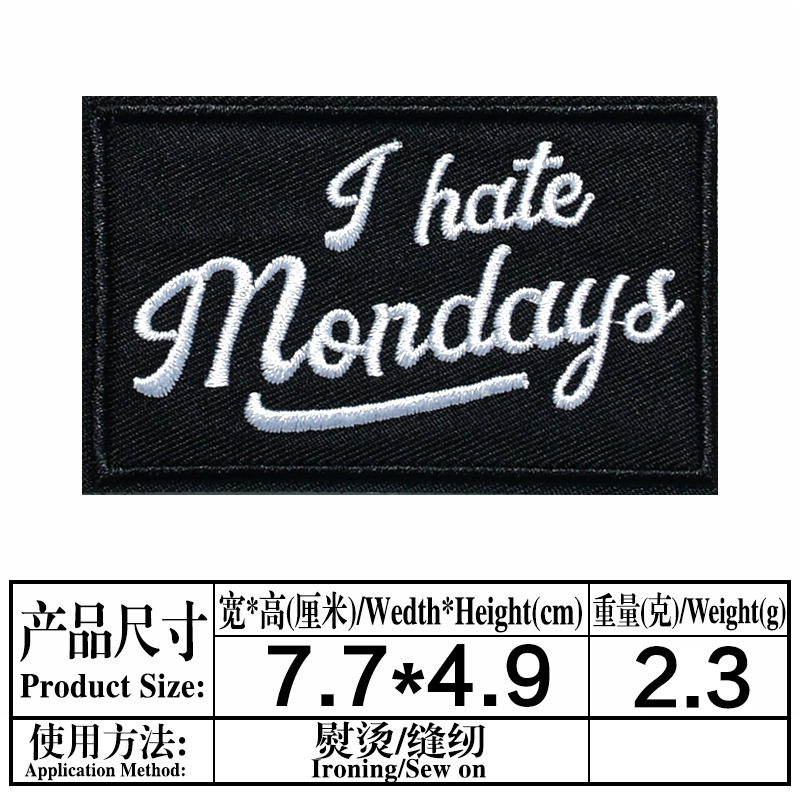 I hate
Mondays
产品尺寸
Product Size:
宽*高(厘米)/Wedth*Height(cm)
重量(克)/Weight(g)
7.7*4.9
2.3
使用方法:
Application Method:
熨烫/缝纫
Ironing/Sew on